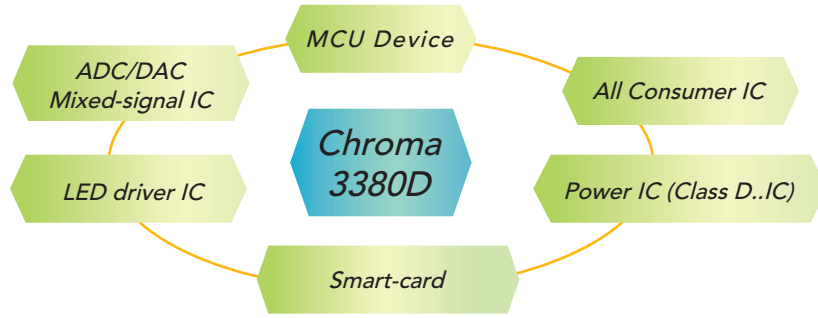 MCU Device
ADC/DAC
Mixed-signal IC
All Consumer IC
Chroma
3380D
LED driver IC
Power IC (Class D..IC)
Smart-card